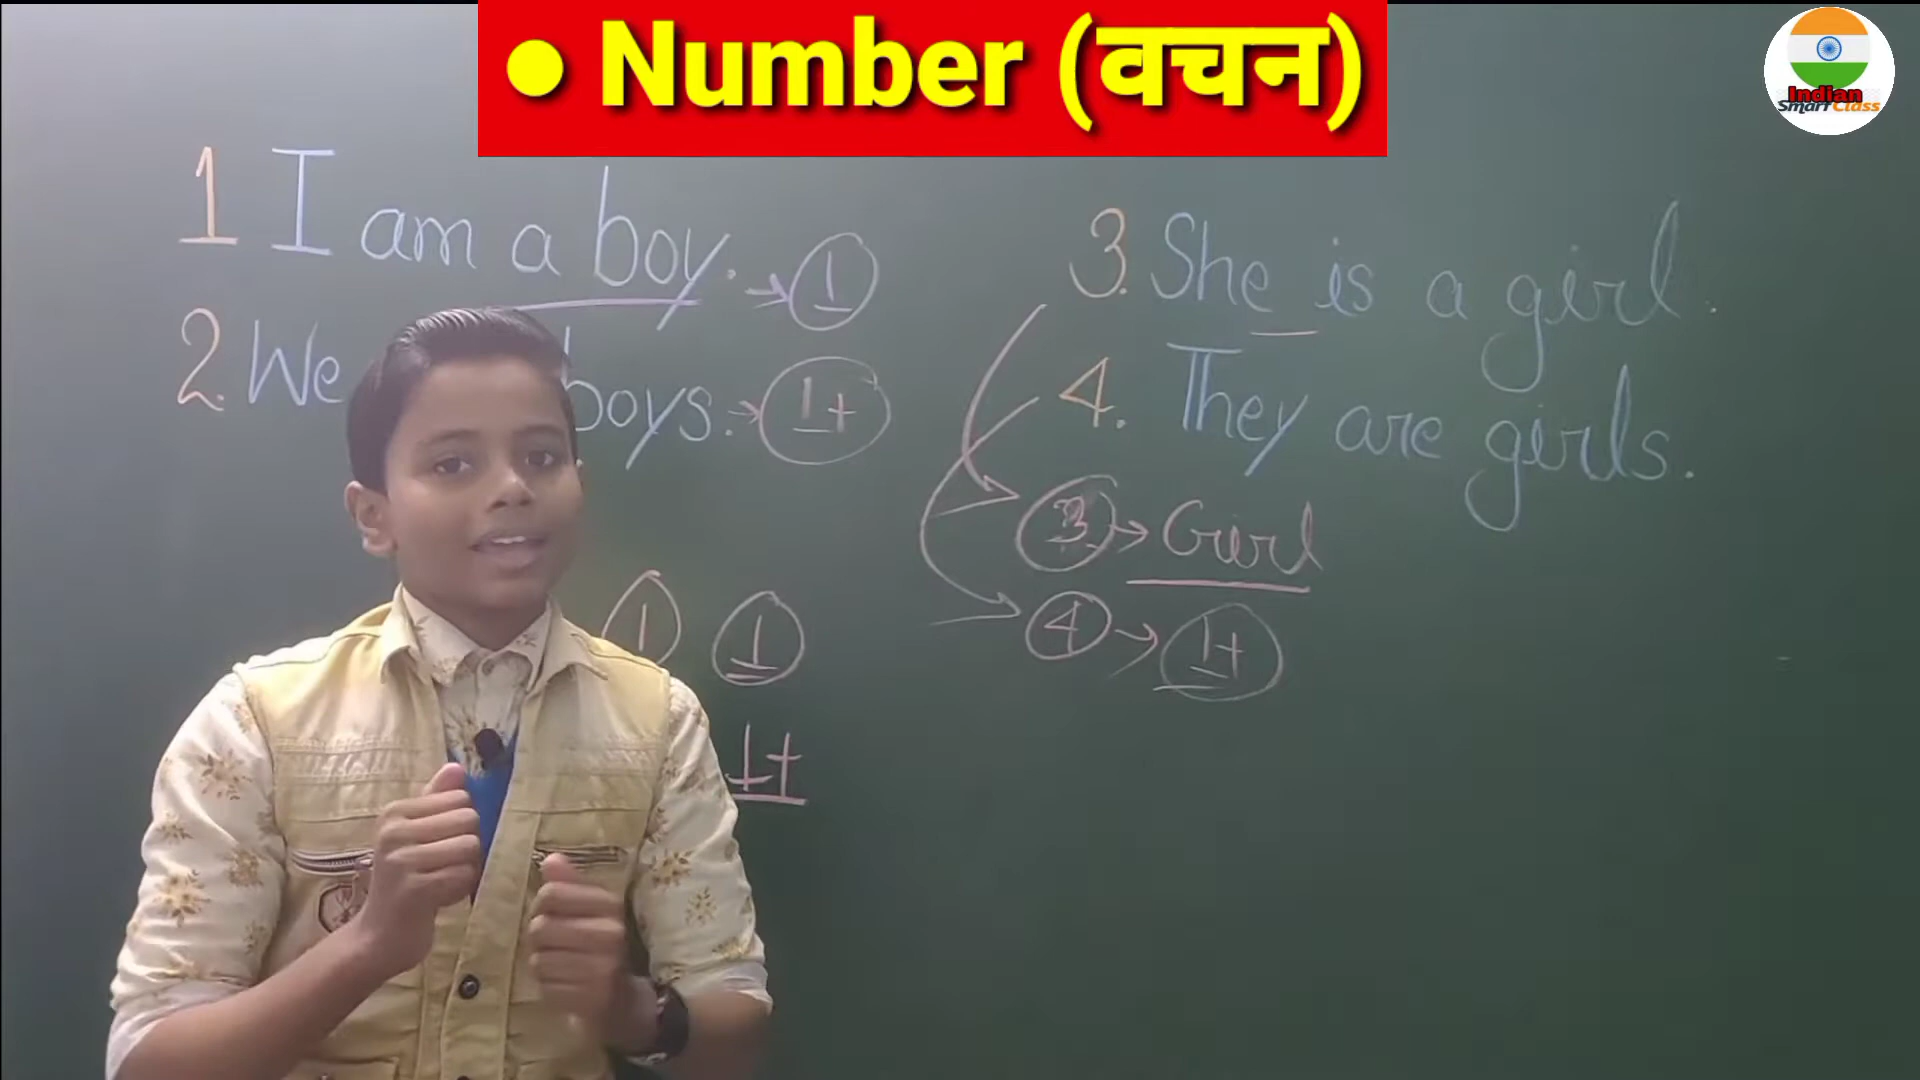 • Number (वचन)
Indian
Smart Class
1 I am a boy. → 1
2. We boys. → 1+
3. She is a girl.
4. They are girls.
3 → Girl
4 → 1+
1 1
1+